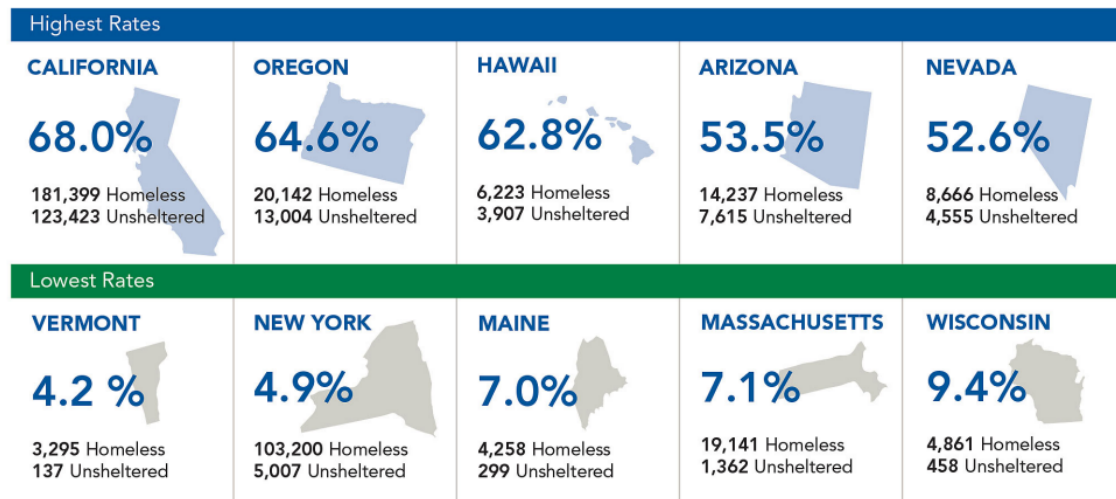 Highest Rates
CALIFORNIA
68.0%
181,399 Homeless
123,423 Unsheltered
OREGON
64.6%
20,142 Homeless
13,004 Unsheltered
HAWAII
62.8%
6,223 Homeless
3,907 Unsheltered
ARIZONA
53.5%
14,237 Homeless
7,615 Unsheltered
NEVADA
52.6%
8,666 Homeless
4,555 Unsheltered
Lowest Rates
VERMONT
4.2 %
3,295 Homeless
137 Unsheltered
NEW YORK
4.9%
103,200 Homeless
5,007 Unsheltered
MAINE
7.0%
4,258 Homeless
299 Unsheltered
MASSACHUSETTS
7.1%
19,141 Homeless
1,362 Unsheltered
WISCONSIN
9.4%
4,861 Homeless
458 Unsheltered